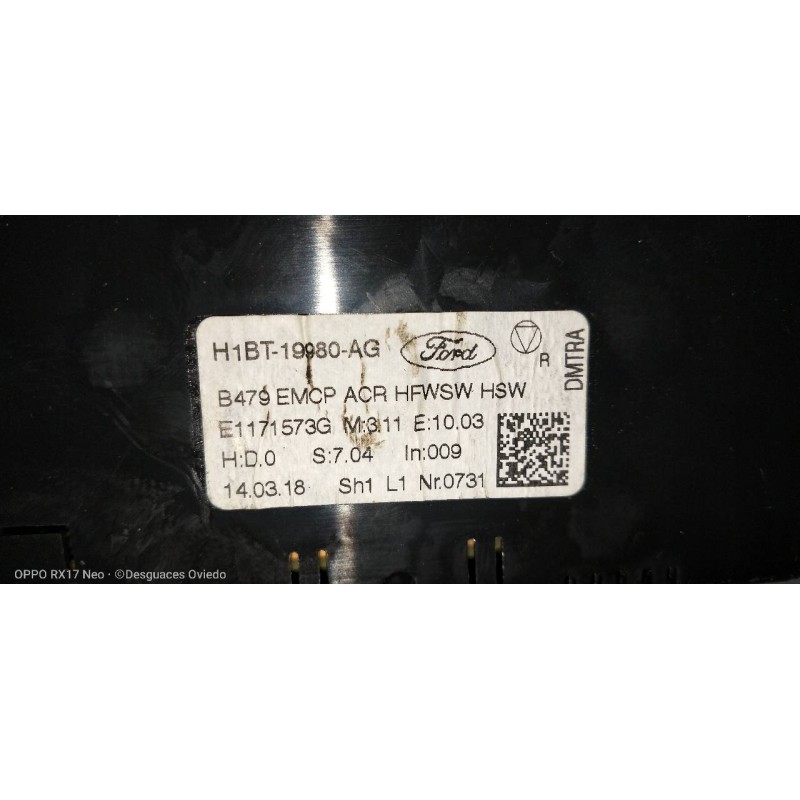 H1BT-19980-AG Ford R
DMTRA
B479 EMCP ACR HFWSW HSW
E1171573G M:3.11 E:10.03
H:D.0 S:7.04 In:009
14.03.18 Sh1 L1 Nr.0731
OPPO RX17 Neo · ©Desguaces Oviedo